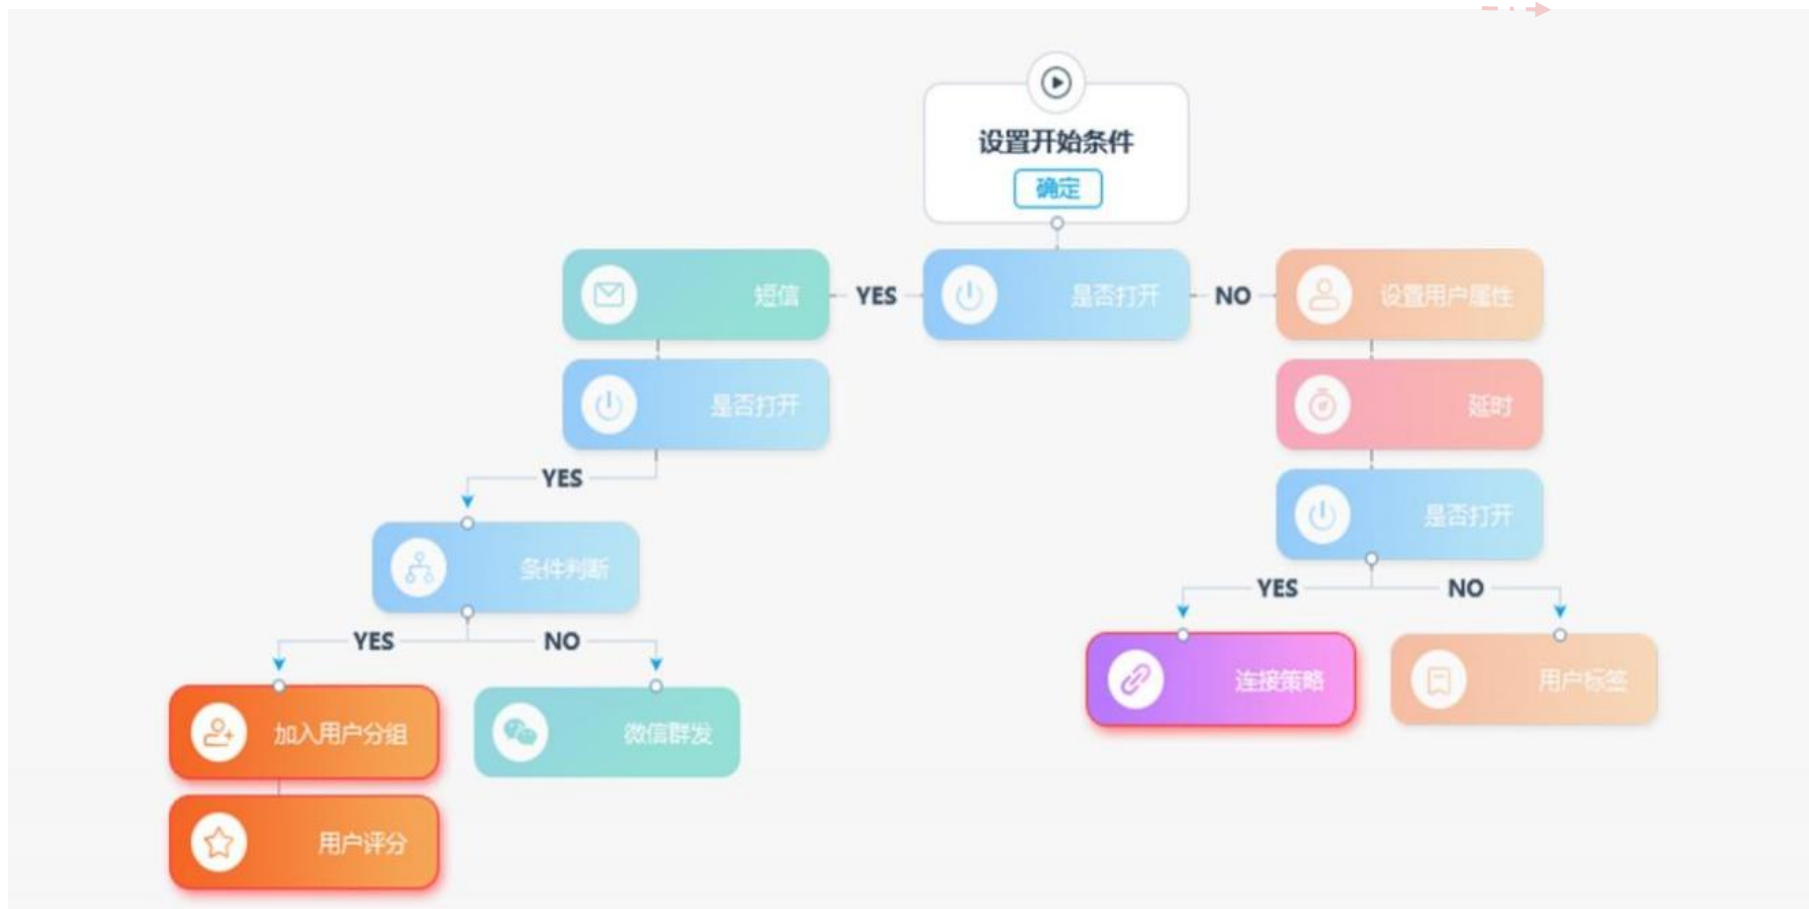 设置开始条件
确定
短信
YES
是否打开
NO
设置用户属性
是否打开
延时
YES
是否打开
条件判断
YES
NO
YES
NO
连接策略
用户标签
加入用户分组
微信群发
用户评分